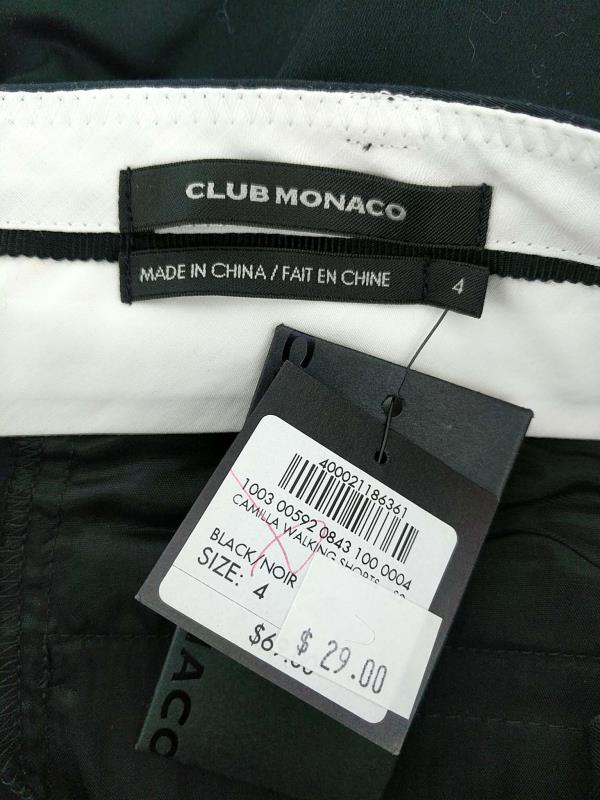 CLUB MONACO
MADE IN CHINA / FAIT EN CHINE
4
400021186361
1003 00592 0843 100 0004
CAMILLA WALKING SHORTS
BLACK/NOIR
SIZE: 4
$ 29.00
MONACO